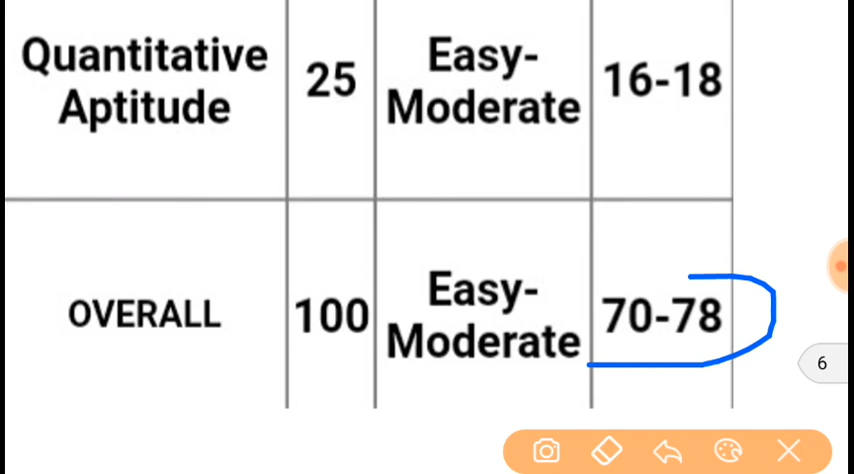 Quantitative Aptitude 25 Easy-Moderate 16-18
OVERALL 100 Easy-Moderate 70-78
6